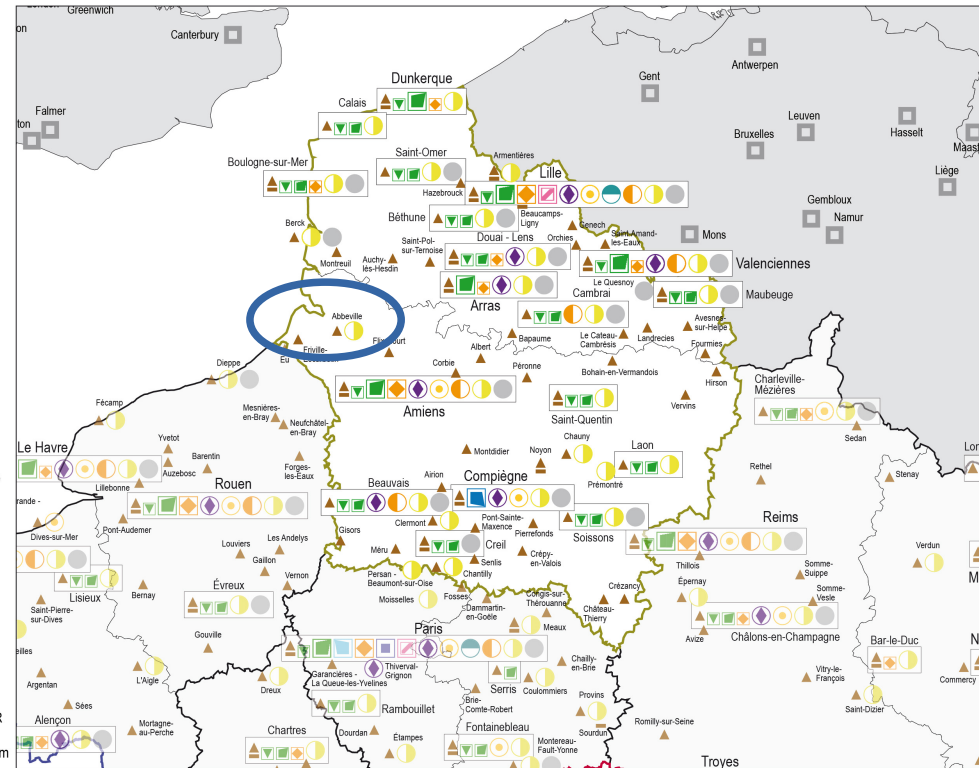 Greenwich
on
Canterbury
Dunkerque
Gent
Antwerpen
Calais
Falmer
ton
Leuven
Hasselt
Bruxelles
Maast
Saint-Omer
Armentières
Boulogne-sur-Mer
Lille
Liège
Hazebrouck
Gembloux
Namur
Béthune
Beaucamps-
Ligny
Genech
Berck
Saint-Amand-
les-Eaux
Mons
Saint-Pol-
sur-Ternoise
Douai - Lens
Orchies
Montreuil
Auchy-
lès-Hesdin
Valenciennes
Le Quesnoy
Cambrai
Maubeuge
Arras
Abbeville
Avesnes-
sur-Helpe
Bapaume
Le Cateau-
Cambrésis
Landrecies
Fourmies
Eu
Friville-
Albert
Dieppe
Corbie
Péronne
Bohain-en-Vermandois
Hirson
Charleville-
Mézières
Fécamp
Mesnières-
en-Bray
Neufchâtel-
en-Bray
Amiens
Saint-Quentin
Vervins
Sedan
Yvetot
Le Havre
Barentin
Auzebosc
Forges-
les-Eaux
Montdidier
Chauny
Noyon
Laon
Lon
Rethel
Stenay
Lillebonne
Rouen
Airion
Compiègne
Prémontré
Beauvais
rande -
Dives-sur-Mer
Pont-Audemer
Clermont
Pont-Sainte-
Maxence
Pierrefonds
Soissons
Reims
Gisors
Louviers
Les Andelys
Méru
Creil
Crépy-
en-Valois
Verdun
Gaillon
Senlis
Chantilly
Thillois
Somme-
Suippe
Vernon
Persan -
Beaumont-sur-Oise
Épernay
Lisieux
Bernay
Évreux
Moisselles
Fosses
Congis-sur-
Thérouanne
Crézancy
Château-
Thierry
Somme-
Vesle
M
Saint-Pierre-
sur-Dives
Dammartin-
en-Goële
Meaux
Avize
Châlons-en-Champagne
Gouville
Paris
Bar-le-Duc
N
eilles
L'Aigle
Garancières -
La Queue-les-Yvelines
Thiverval-
Grignon
Chailly-
en-Brie
Vitry-le-
François
Commercy
Argentan
Dreux
Serris
Coulommiers
Saint-Dizier
Sées
Rambouillet
Brie-
Comte-Robert
Provins
Romilly-sur-Seine
R
Alençon
Mortagne-
au-Perche
Chartres
Dourdan
Fontainebleau
Sourdun
Étampes
Montereau-
Fault-Yonne
m
Troyes